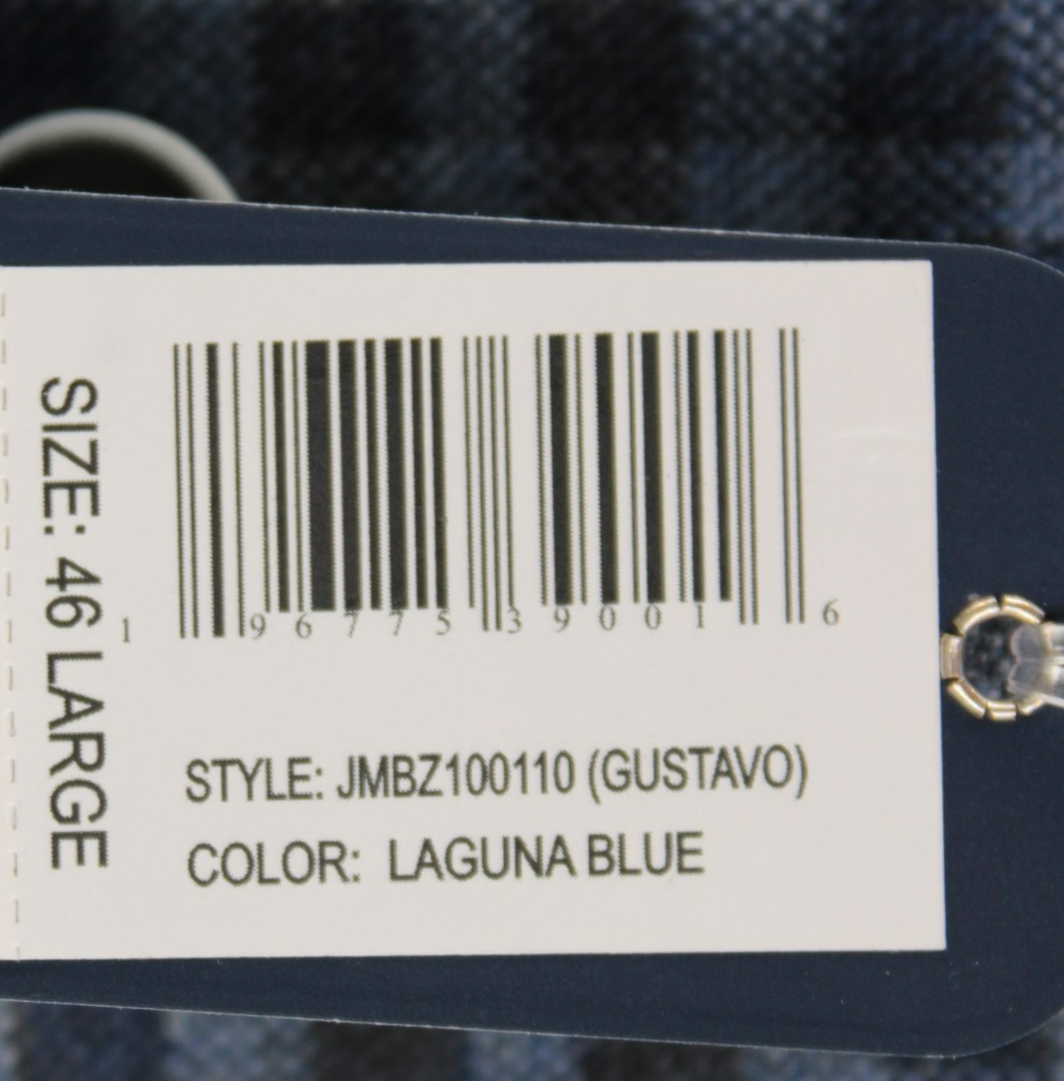 SIZE: 46 LARGE
1 96775 39001 6
STYLE: JMBZ100110 (GUSTAVO)
COLOR: LAGUNA BLUE